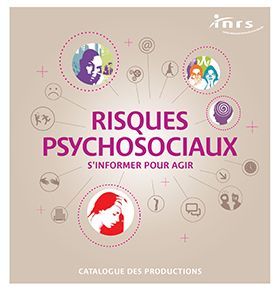 inrs
RISQUES
PSYCHOSOCIAUX
S'INFORMER POUR AGIR
@
CATALOGUE DES PRODUCTIONS